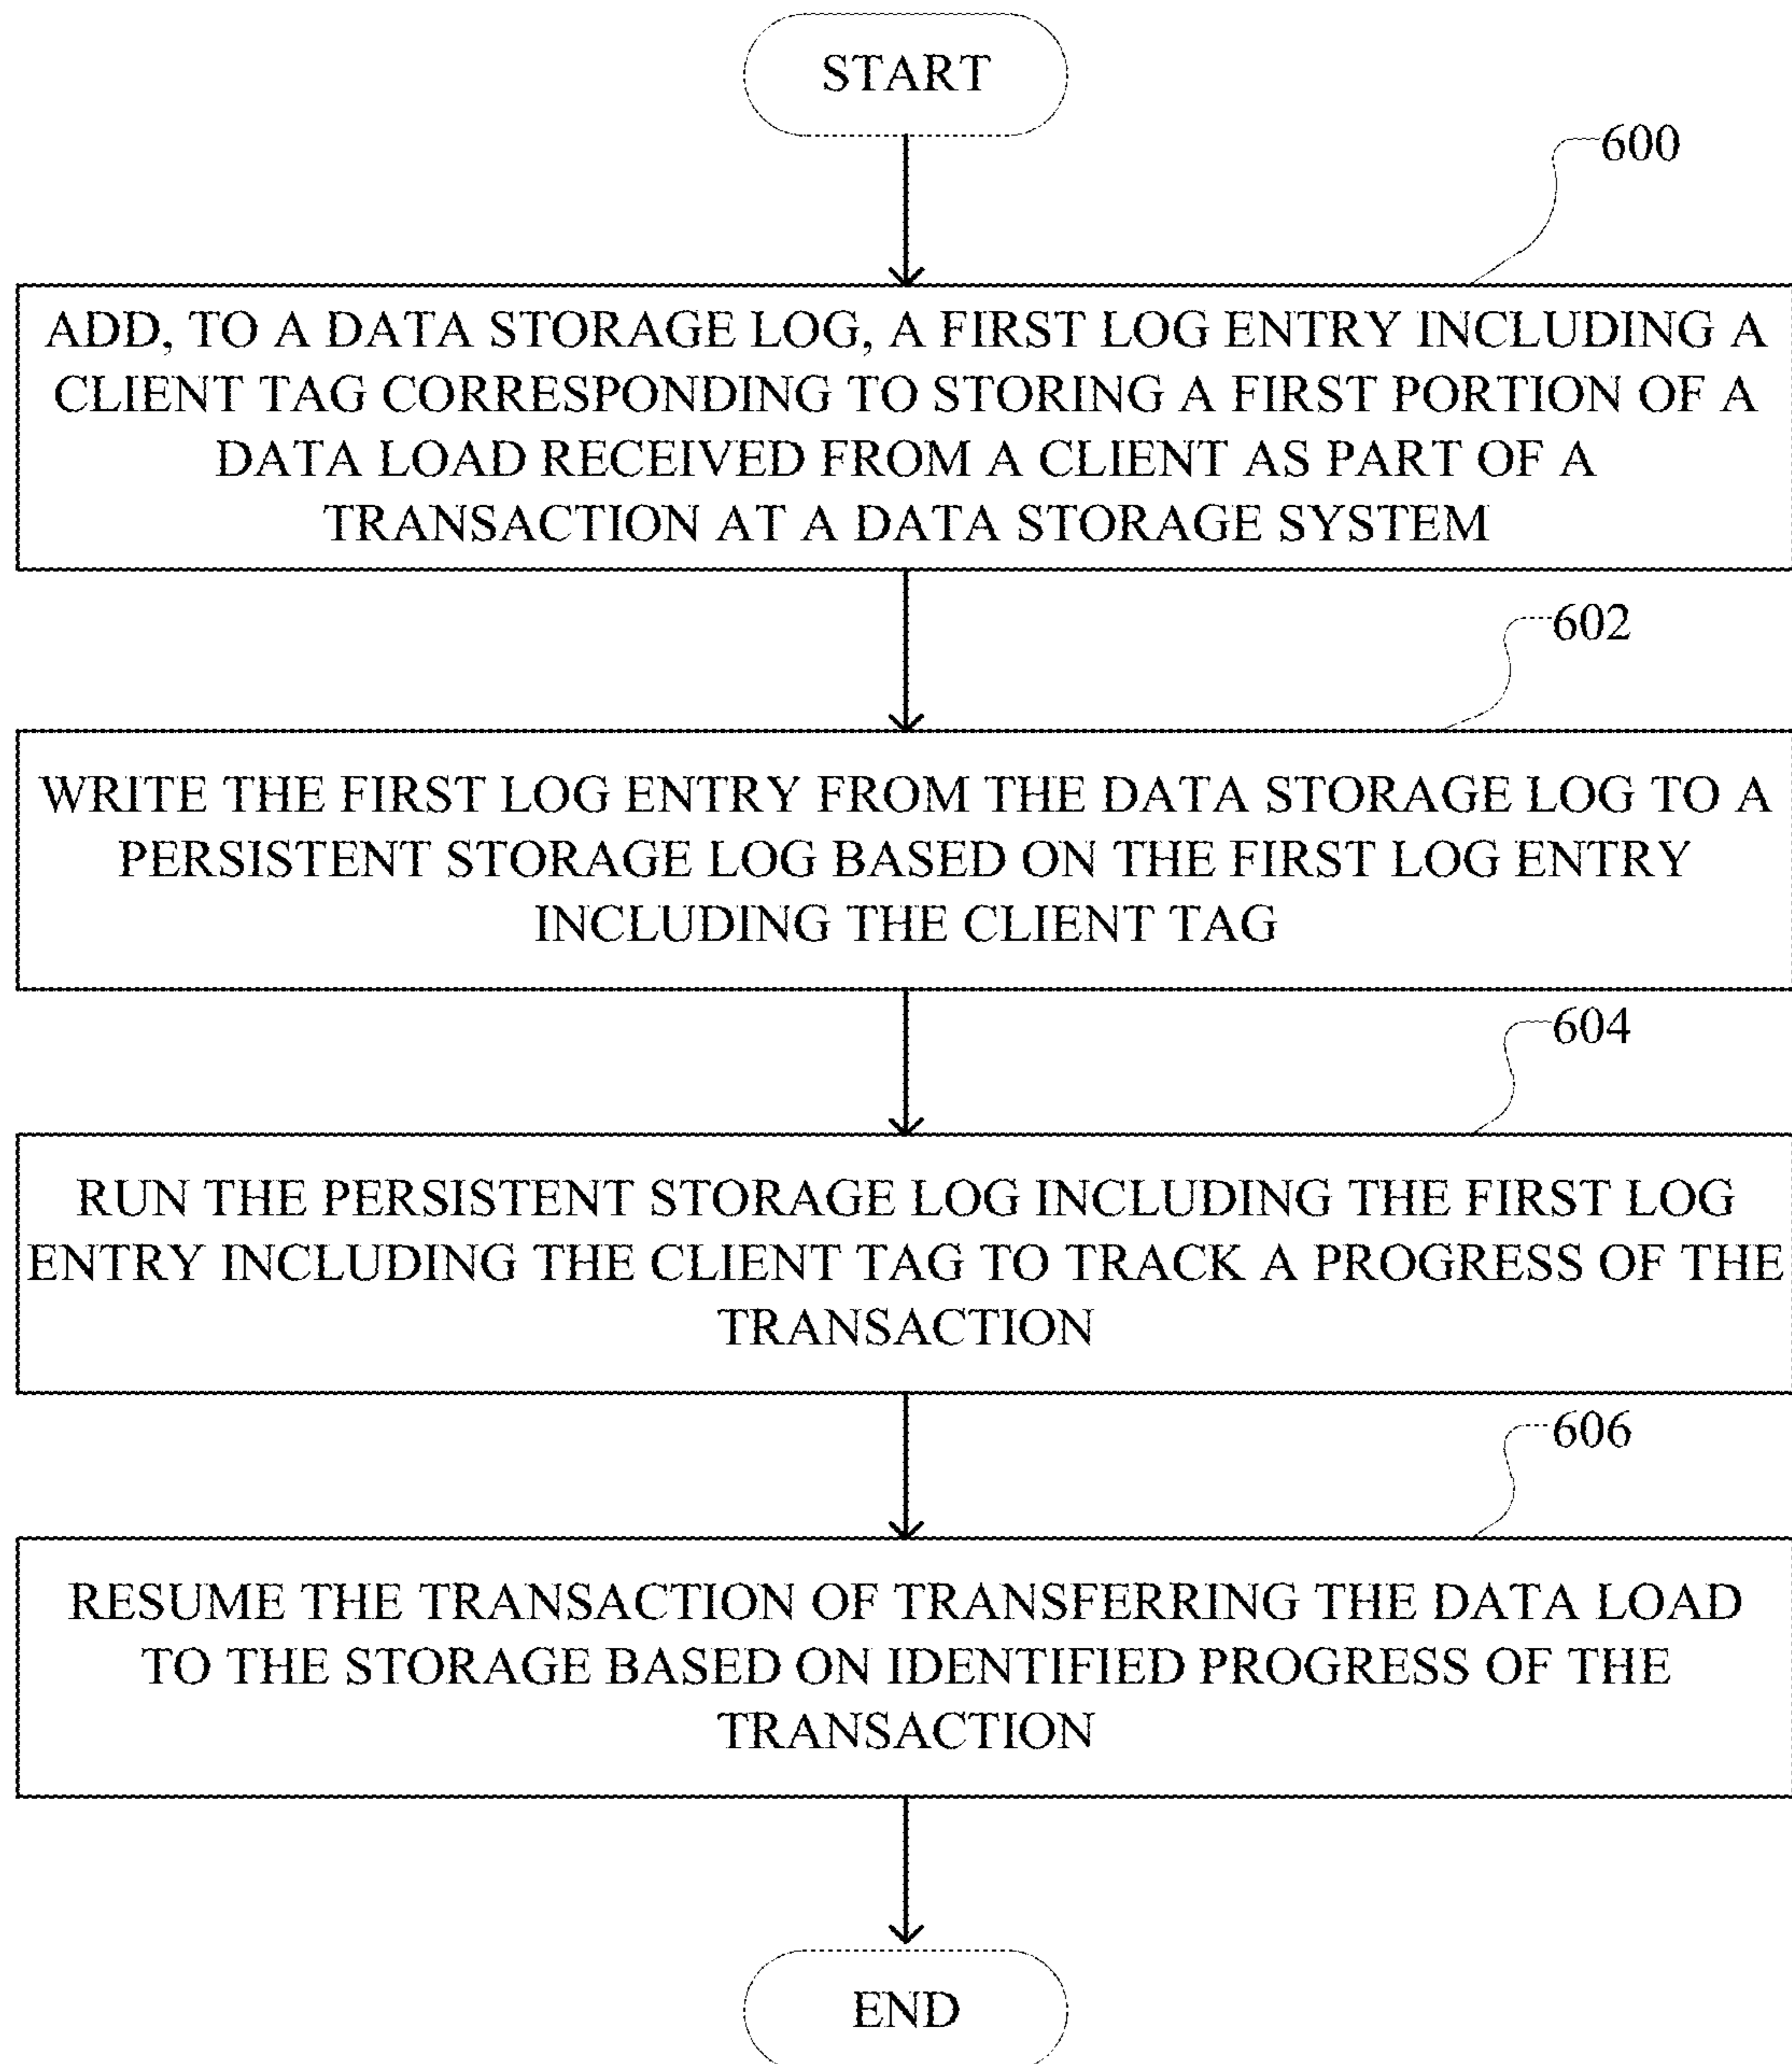 START
600
ADD, TO A DATA STORAGE LOG, A FIRST LOG ENTRY INCLUDING A
CLIENT TAG CORRESPONDING TO STORING A FIRST PORTION OF A
DATA LOAD RECEIVED FROM A CLIENT AS PART OF A
TRANSACTION AT A DATA STORAGE SYSTEM
602
WRITE THE FIRST LOG ENTRY FROM THE DATA STORAGE LOG TO A
PERSISTENT STORAGE LOG BASED ON THE FIRST LOG ENTRY
INCLUDING THE CLIENT TAG
604
RUN THE PERSISTENT STORAGE LOG INCLUDING THE FIRST LOG
ENTRY INCLUDING THE CLIENT TAG TO TRACK A PROGRESS OF THE
TRANSACTION
606
RESUME THE TRANSACTION OF TRANSFERRING THE DATA LOAD
TO THE STORAGE BASED ON IDENTIFIED PROGRESS OF THE
TRANSACTION
END